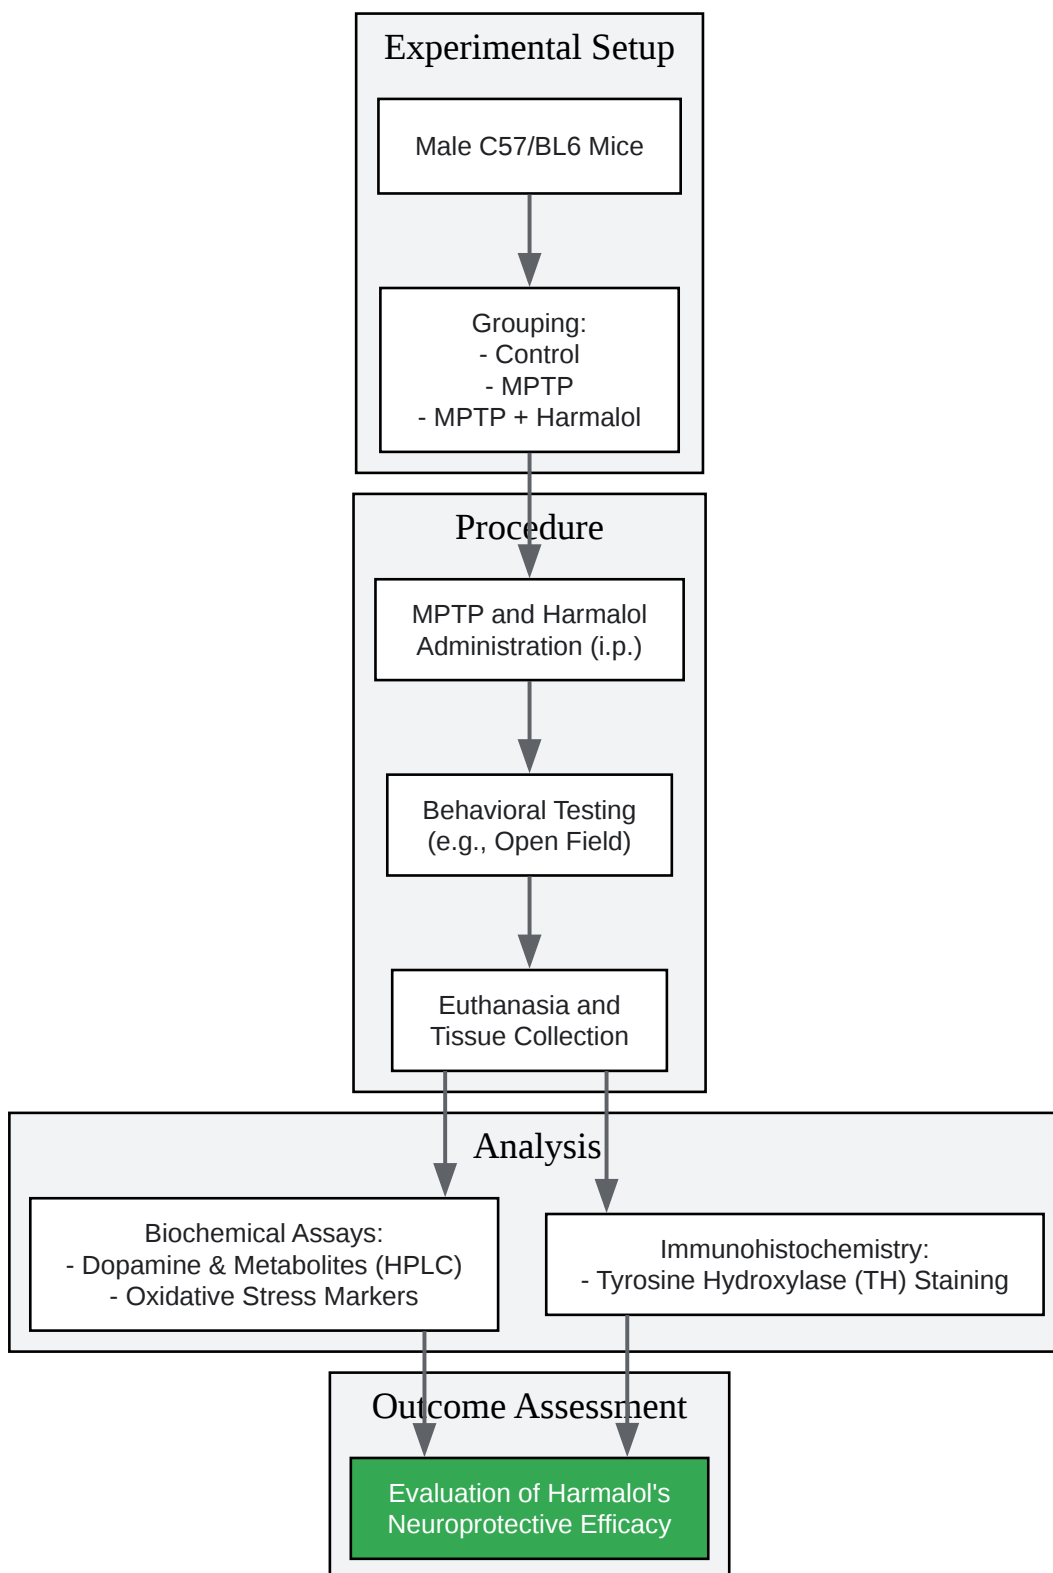 Experimental Setup
Male C57/BL6 Mice
Grouping:
- Control
- MPTP
- MPTP + Harmalol
Procedure
MPTP and Harmalol
Administration (i.p.)
Behavioral Testing
(e.g., Open Field)
Euthanasia and
Tissue Collection
Analysis
Biochemical Assays:
- Dopamine & Metabolites (HPLC)
- Oxidative Stress Markers
Immunohistochemistry:
- Tyrosine Hydroxylase (TH) Staining
Outcome Assessment
Evaluation of Harmalol's
Neuroprotective Efficacy